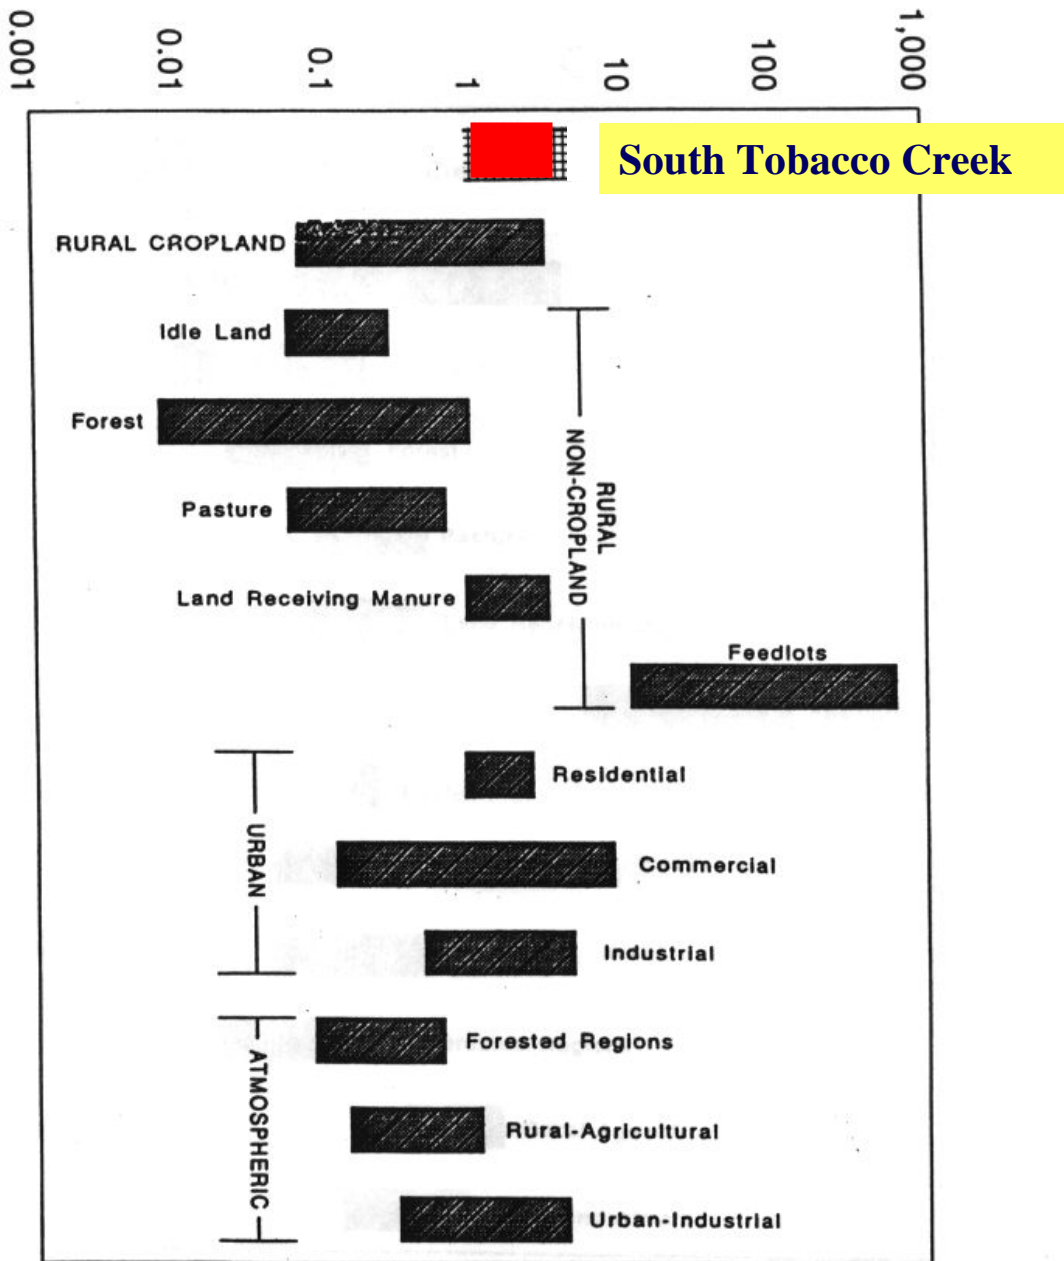 0.001
0.01
0.1
1
10
100
1,000
South Tobacco Creek
RURAL CROPLAND
Idle Land
Forest
RURAL
NON-CROPLAND
Pasture
Land Receiving Manure
Feedlots
URBAN
Residential
Commercial
Industrial
ATMOSPHERIC
Forested Regions
Rural-Agricultural
Urban-Industrial